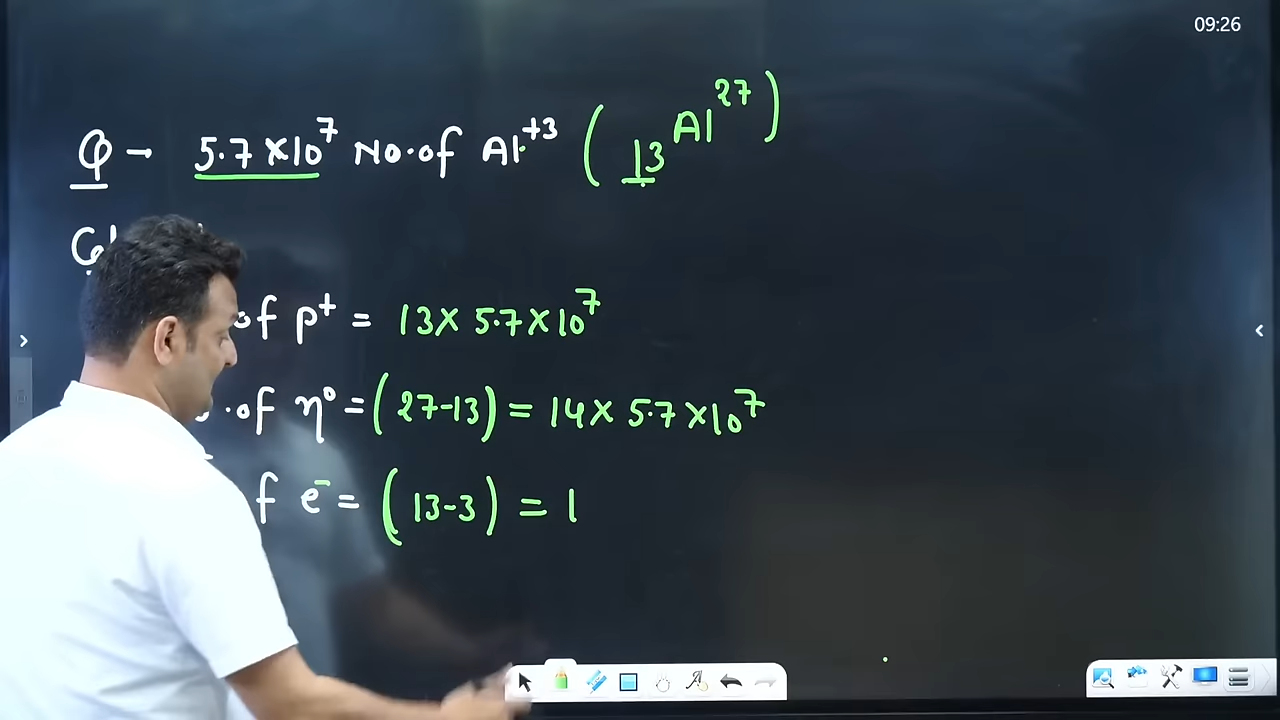 09:26
Q - 5.7 × 10⁷ No. of Al⁺³ ( ₁₃Al²⁷ )
of p⁺ = 13 × 5.7 × 10⁷
of η⁰ = (27-13) = 14 × 5.7 × 10⁷
f e⁻ = (13-3) = 1